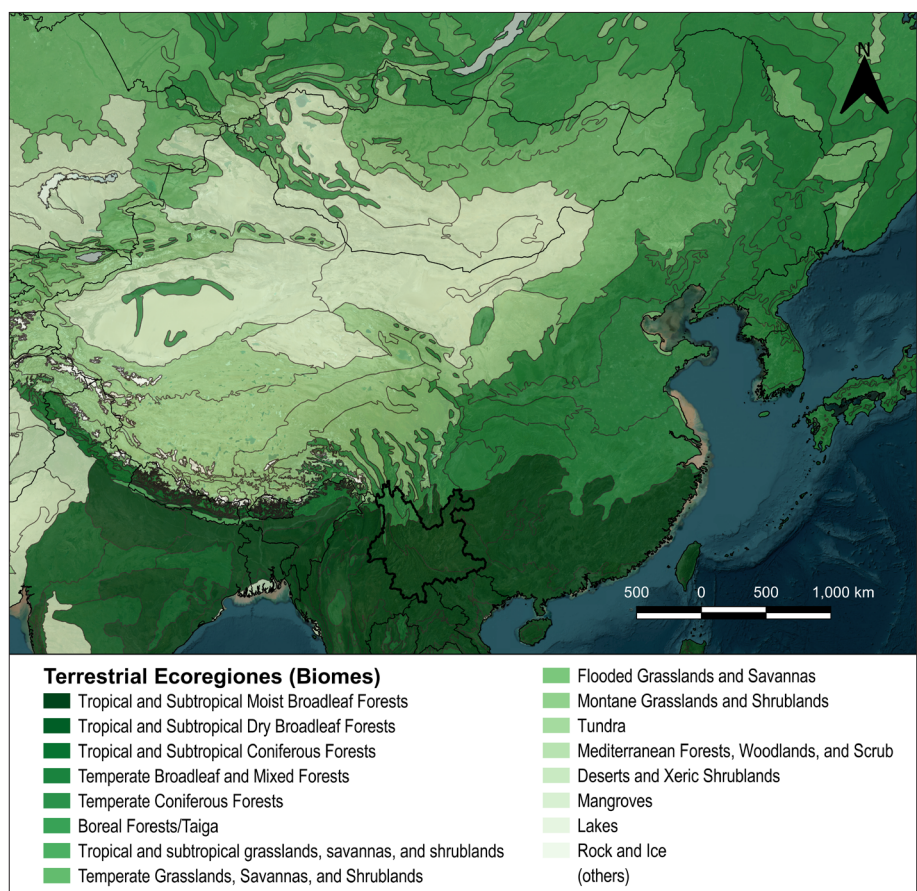 N
500 0 500 1,000 km
Terrestrial Ecoregiones (Biomes)
Tropical and Subtropical Moist Broadleaf Forests
Tropical and Subtropical Dry Broadleaf Forests
Tropical and Subtropical Coniferous Forests
Temperate Broadleaf and Mixed Forests
Temperate Coniferous Forests
Boreal Forests/Taiga
Tropical and subtropical grasslands, savannas, and shrublands
Temperate Grasslands, Savannas, and Shrublands
Flooded Grasslands and Savannas
Montane Grasslands and Shrublands
Tundra
Mediterranean Forests, Woodlands, and Scrub
Deserts and Xeric Shrublands
Mangroves
Lakes
Rock and Ice
(others)